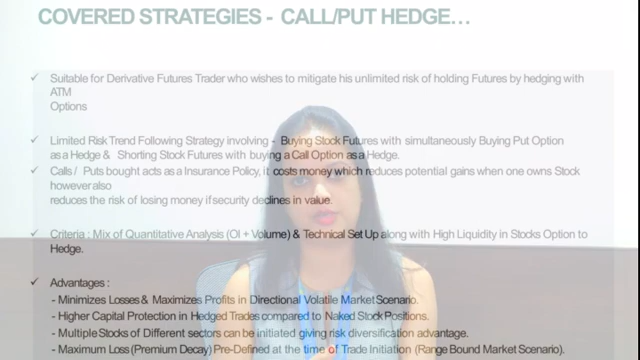 COVERED STRATEGIES - CALL/PUT HEDGE…
✓ Suitable for Derivative Futures Trader who wishes to mitigate his unlimited risk of holding Futures by hedging with
ATM
Options
✓ Limited Risk Trend Following Strategy involving - Buying Stock Futures with simultaneously Buying Put Option
as a Hedge & Shorting Stock Futures with buying a Call Option as a Hedge.
✓ Calls / Puts bought acts as a Insurance Policy, it costs money which reduces potential gains when one owns Stock
however also
reduces the risk of losing money if security declines in value.
✓ Criteria : Mix of Quantitative Analysis (OI + Volume) & Technical Set Up along with High Liquidity in Stocks Option to
Hedge.
✓ Advantages :
- Minimizes Losses & Maximizes Profits in Directional Volatile Market Scenario.
- Higher Capital Protection in Hedged Trades compared to Naked Stock Positions.
- Multiple Stocks of Different sectors can be initiated giving risk diversification advantage.
- Maximum Loss (Premium Decay) Pre-Defined at the time of Trade Initiation (Range Bound Market Scenario).